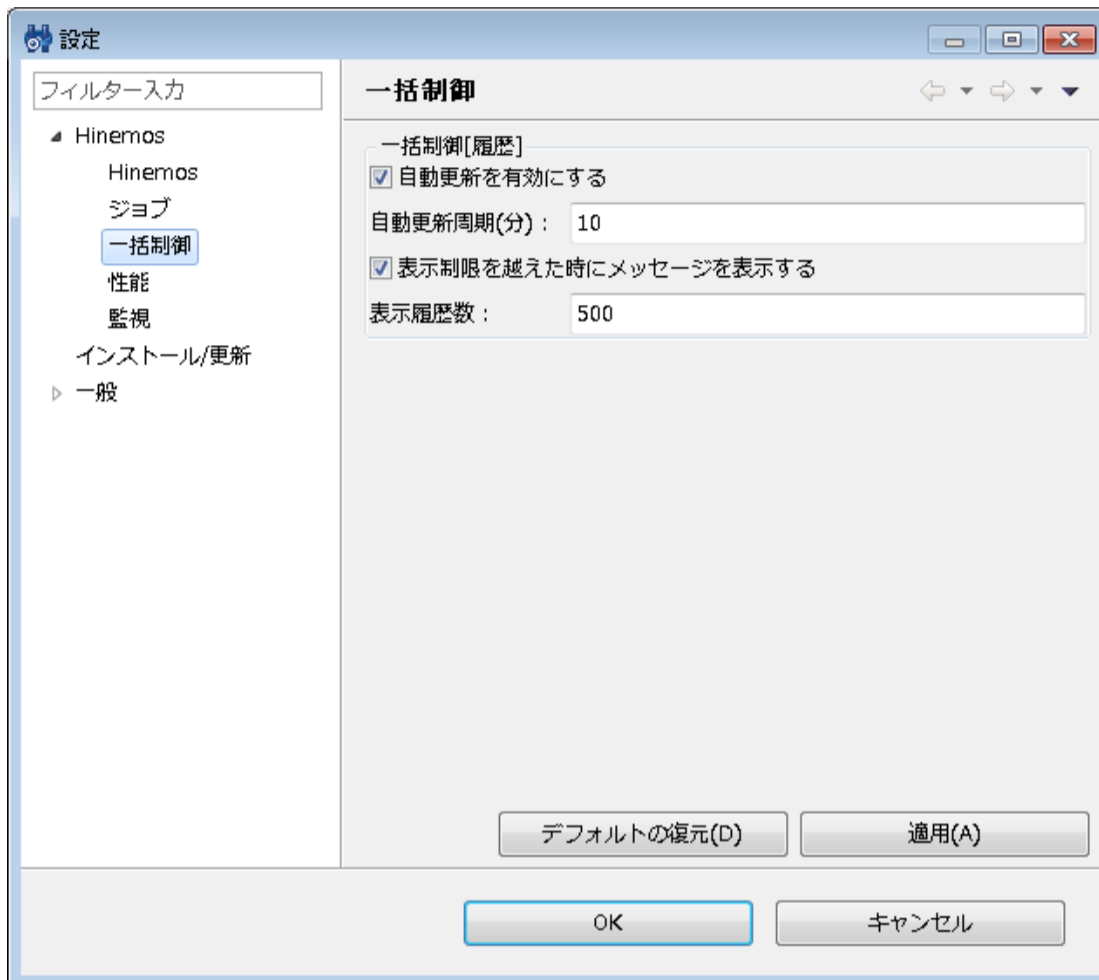 設定
フィルター入力
Hinemos
Hinemos
ジョブ
一括制御
性能
監視
インストール/更新
一般
一括制御
一括制御[履歴]
自動更新を有効にする
自動更新周期(分) : 10
表示制限を越えた時にメッセージを表示する
表示履歴数 : 500
デフォルトの復元(D) 適用(A)
OK キャンセル